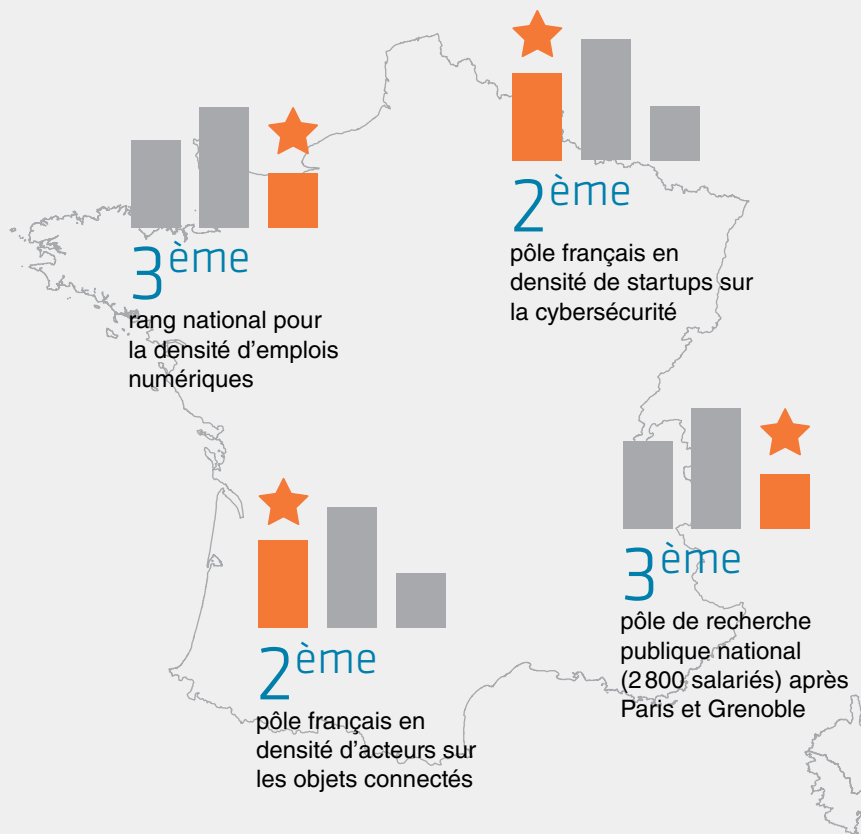 2ème
pôle français en
densité de startups sur
la cybersécurité
3ème
rang national pour
la densité d'emplois
numériques
3ème
pôle de recherche
publique national
(2 800 salariés) après
Paris et Grenoble
2ème
pôle français en
densité d'acteurs sur
les objets connectés